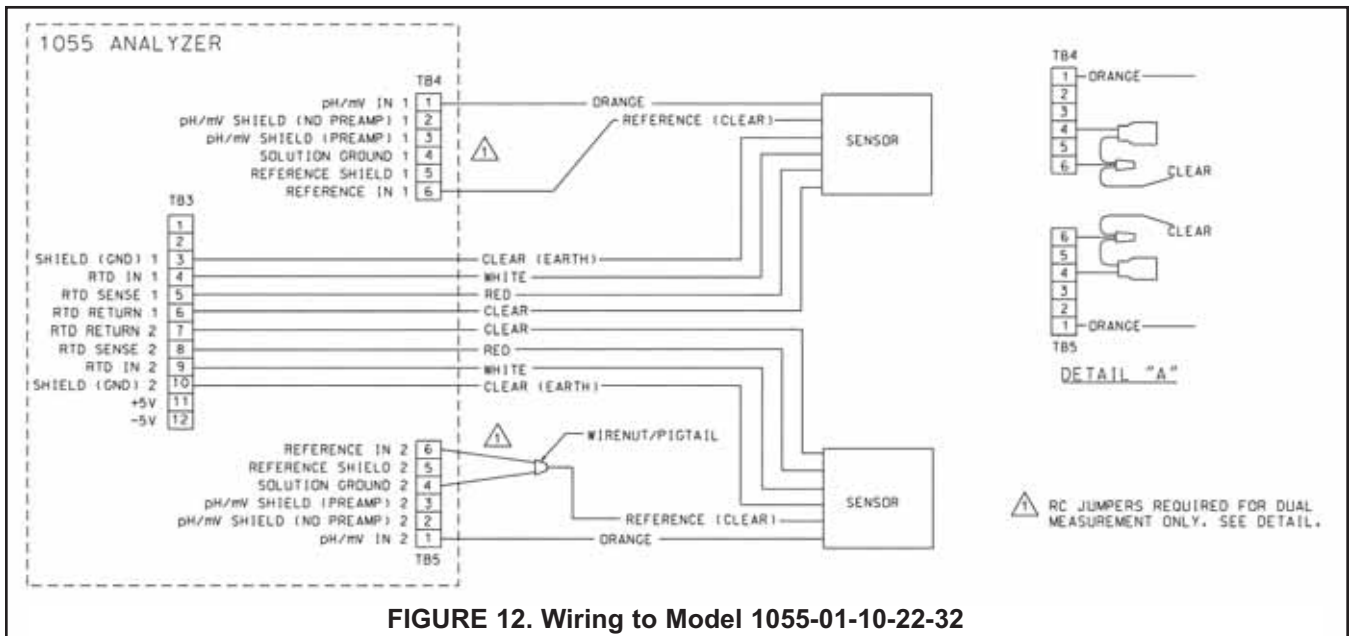 1055 ANALYZER
TB4
pH/mV IN 1 1
pH/mV SHIELD (NO PREAMP) 1 2
pH/mV SHIELD (PREAMP) 1 3
SOLUTION GROUND 1 4
REFERENCE SHIELD 1 5
REFERENCE IN 1 6
1
ORANGE
REFERENCE (CLEAR)
SENSOR
TB3
1
2
SHIELD (GND) 1 3
RTD IN 1 4
RTD SENSE 1 5
RTD RETURN 1 6
RTD RETURN 2 7
RTD SENSE 2 8
RTD IN 2 9
SHIELD (GND) 2 10
+5V 11
-5V 12
CLEAR (EARTH)
WHITE
RED
CLEAR
CLEAR
RED
WHITE
CLEAR (EARTH)
REFERENCE IN 2 6
REFERENCE SHIELD 2 5
SOLUTION GROUND 2 4
pH/mV SHIELD (PREAMP) 2 3
pH/mV SHIELD (NO PREAMP) 2 2
pH/mV IN 2 1
TB5
1
WIRENUT/PIGTAIL
REFERENCE (CLEAR)
ORANGE
SENSOR
TB4
1 ORANGE
2
3
4
5
6
CLEAR
CLEAR
6
5
4
3
2
1 ORANGE
TB5
DETAIL "A"
1 RC JUMPERS REQUIRED FOR DUAL
MEASUREMENT ONLY. SEE DETAIL.
FIGURE 12. Wiring to Model 1055-01-10-22-32